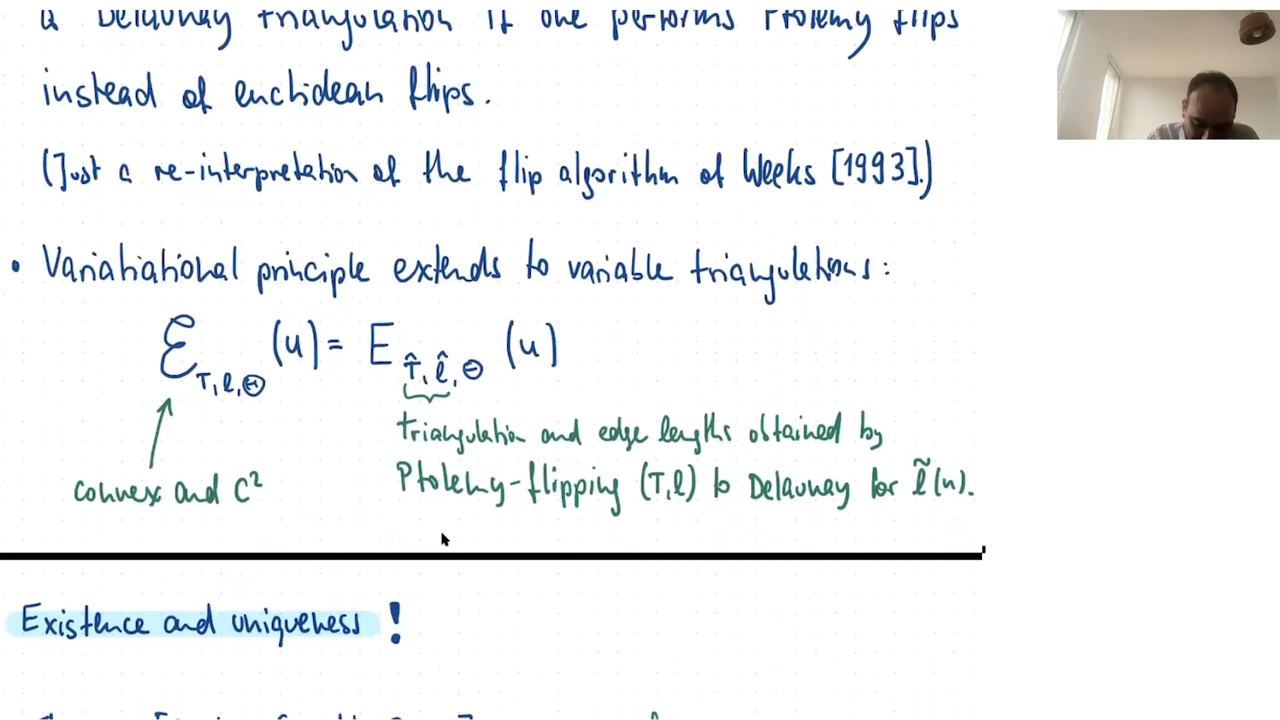 a Delaunay triangulation if one performs Ptolemy flips
instead of euclidean flips.
(Just a re-interpretation of the flip algorithm of Weeks [1993].)
• Variatiational principle extends to variable triangulations:
ℰ_{T,ℓ,Θ} (u) = E_{T̂,ℓ̂,Θ} (u)
convex and C²
triangulation and edge lengths obtained by
Ptolemy-flipping (T,ℓ) to Delaunay for ℓ̃(u).
Existence and uniqueness !